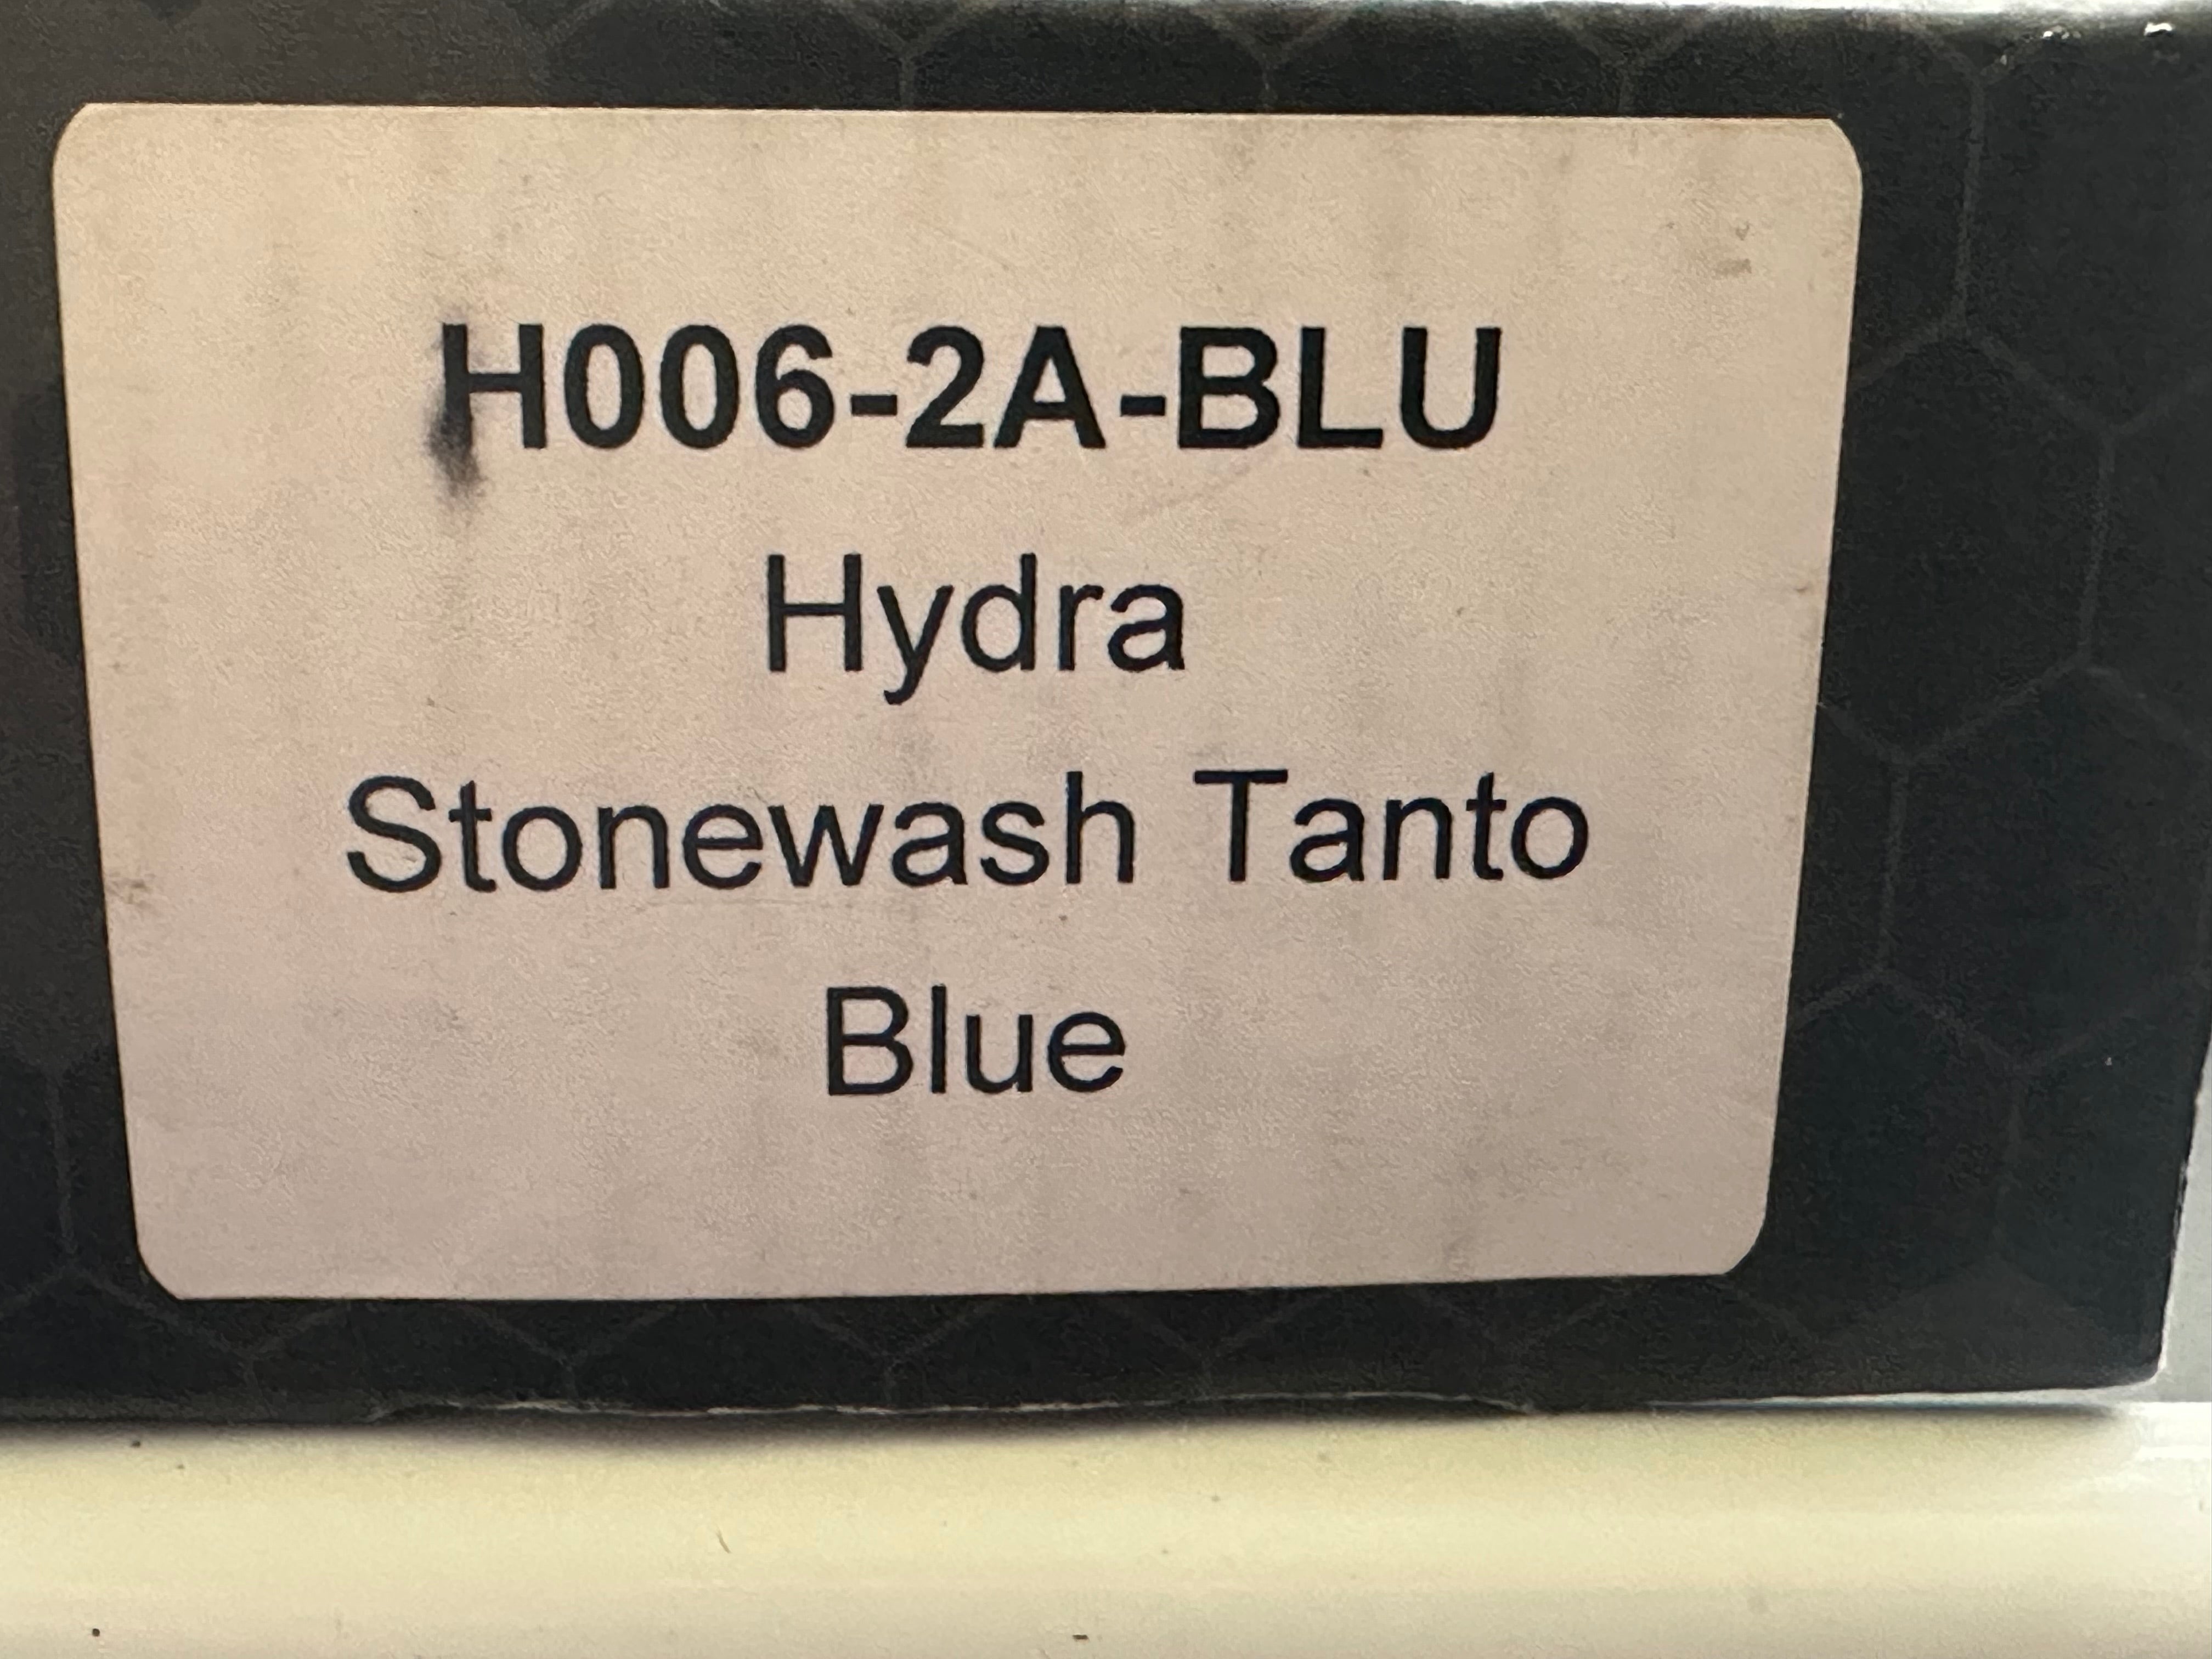 H006-2A-BLU
Hydra
Stonewash Tanto
Blue